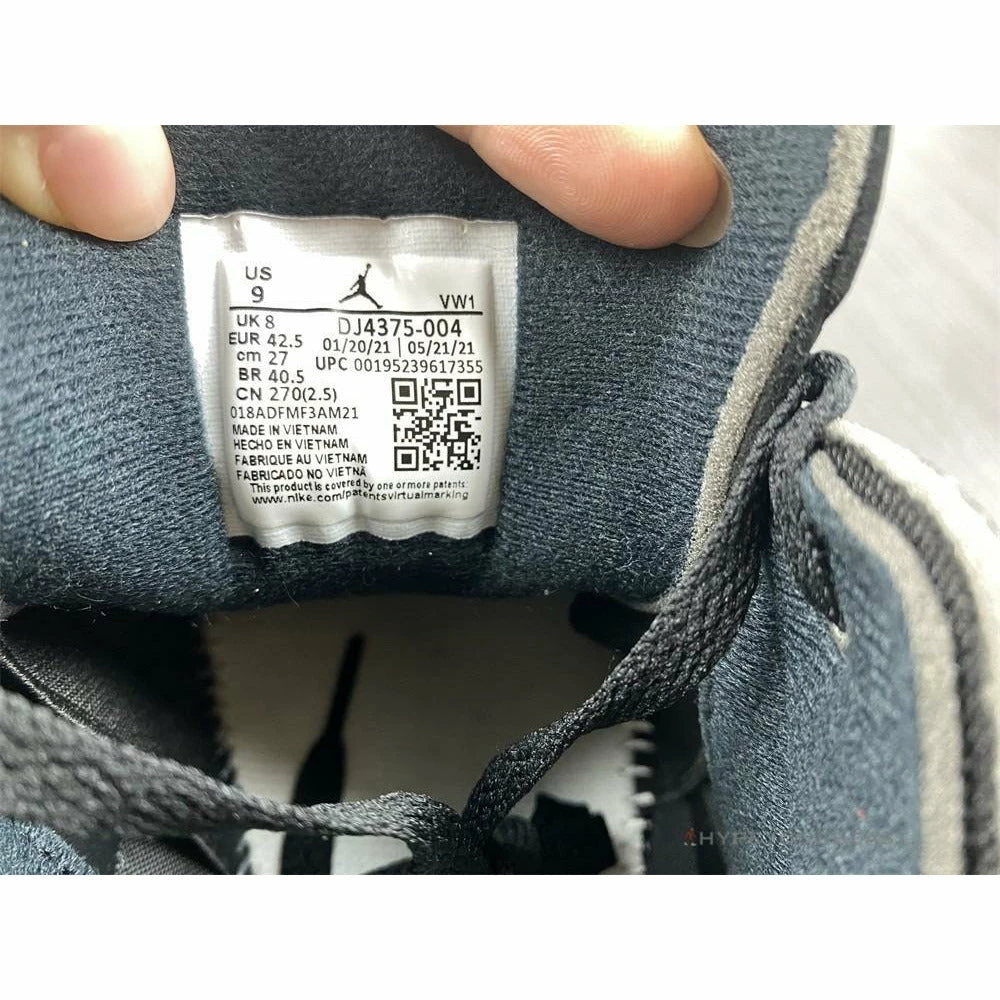 US
9
VW1
UK 8
DJ4375-004
EUR 42.5
01/20/21 | 05/21/21
cm 27
UPC 00195239617355
BR 40.5
CN 270(2.5)
018ADFMF3AM21
MADE IN VIETNAM
HECHO EN VIETNAM
FABRIQUE AU VIETNAM
FABRICADO NO VIETNÃ
This product is covered by one or more patents:
www.nike.com/patentsvirtualmarking